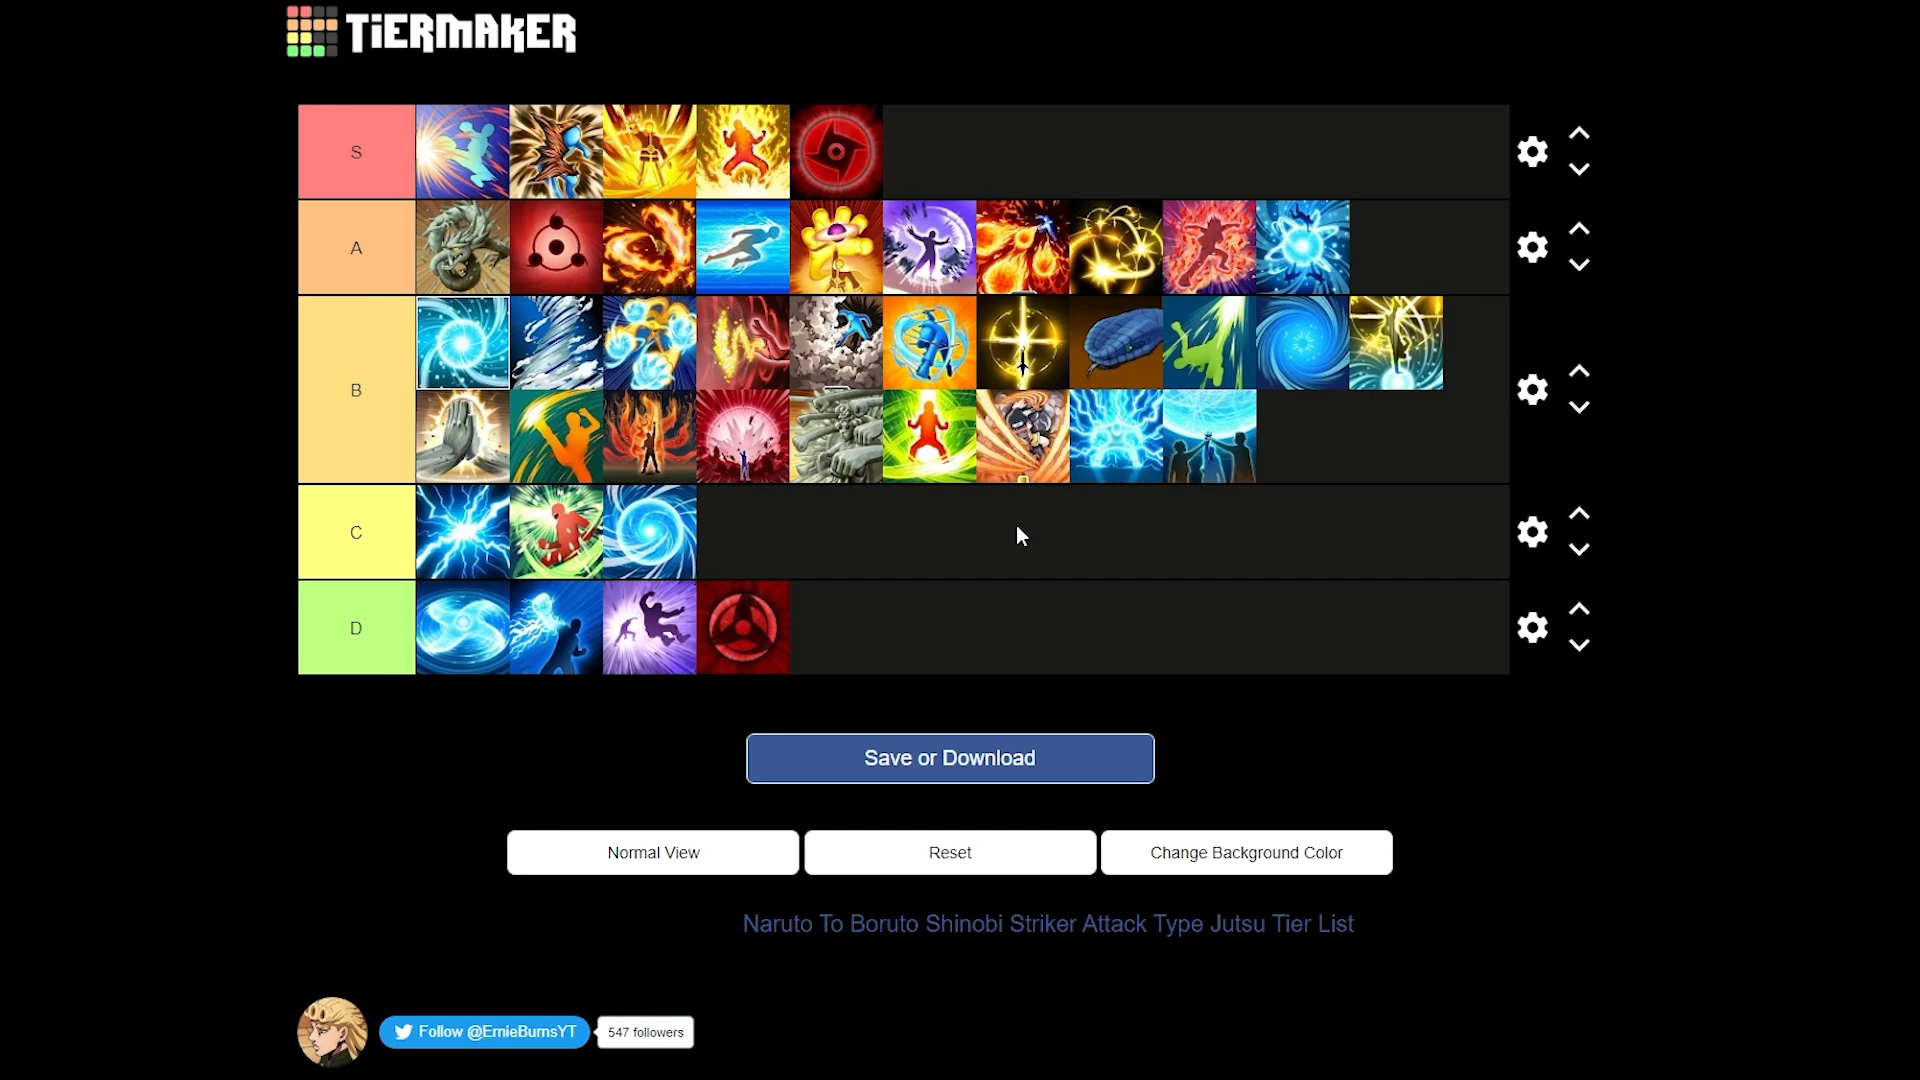 TiERMAKER
S
A
B
C
D
Save or Download
Normal View
Reset
Change Background Color
Naruto To Boruto Shinobi Striker Attack Type Jutsu Tier List
Follow @ErnieBurnsYT
547 followers